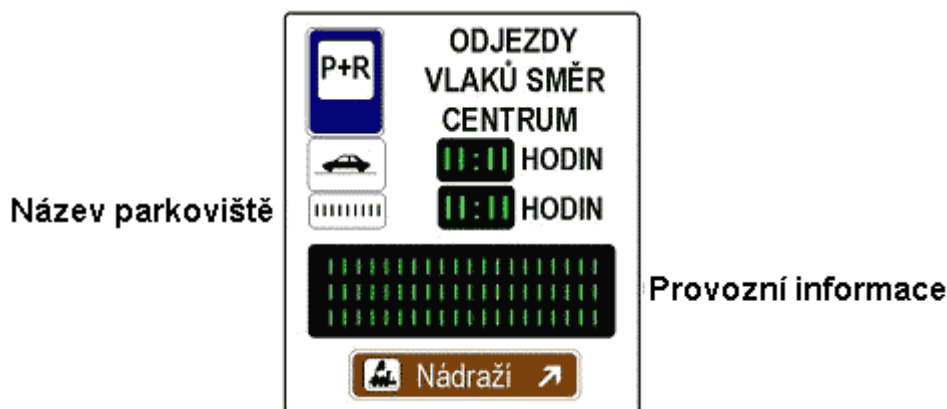 P+R
ODJEZDY
VLAKŮ SMĚR
CENTRUM
11:11 HODIN
11:11 HODIN
Název parkoviště
Provozní informace
Nádraží